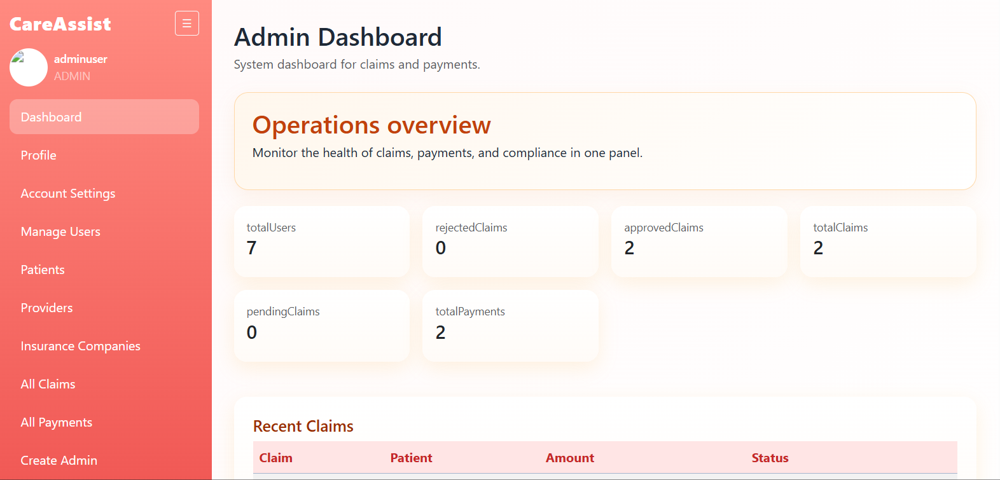 CareAssist
☰
adminuser
ADMIN
Dashboard
Profile
Account Settings
Manage Users
Patients
Providers
Insurance Companies
All Claims
All Payments
Create Admin
Admin Dashboard
System dashboard for claims and payments.
Operations overview
Monitor the health of claims, payments, and compliance in one panel.
totalUsers
7
rejectedClaims
0
approvedClaims
2
totalClaims
2
pendingClaims
0
totalPayments
2
Recent Claims
Claim Patient Amount Status